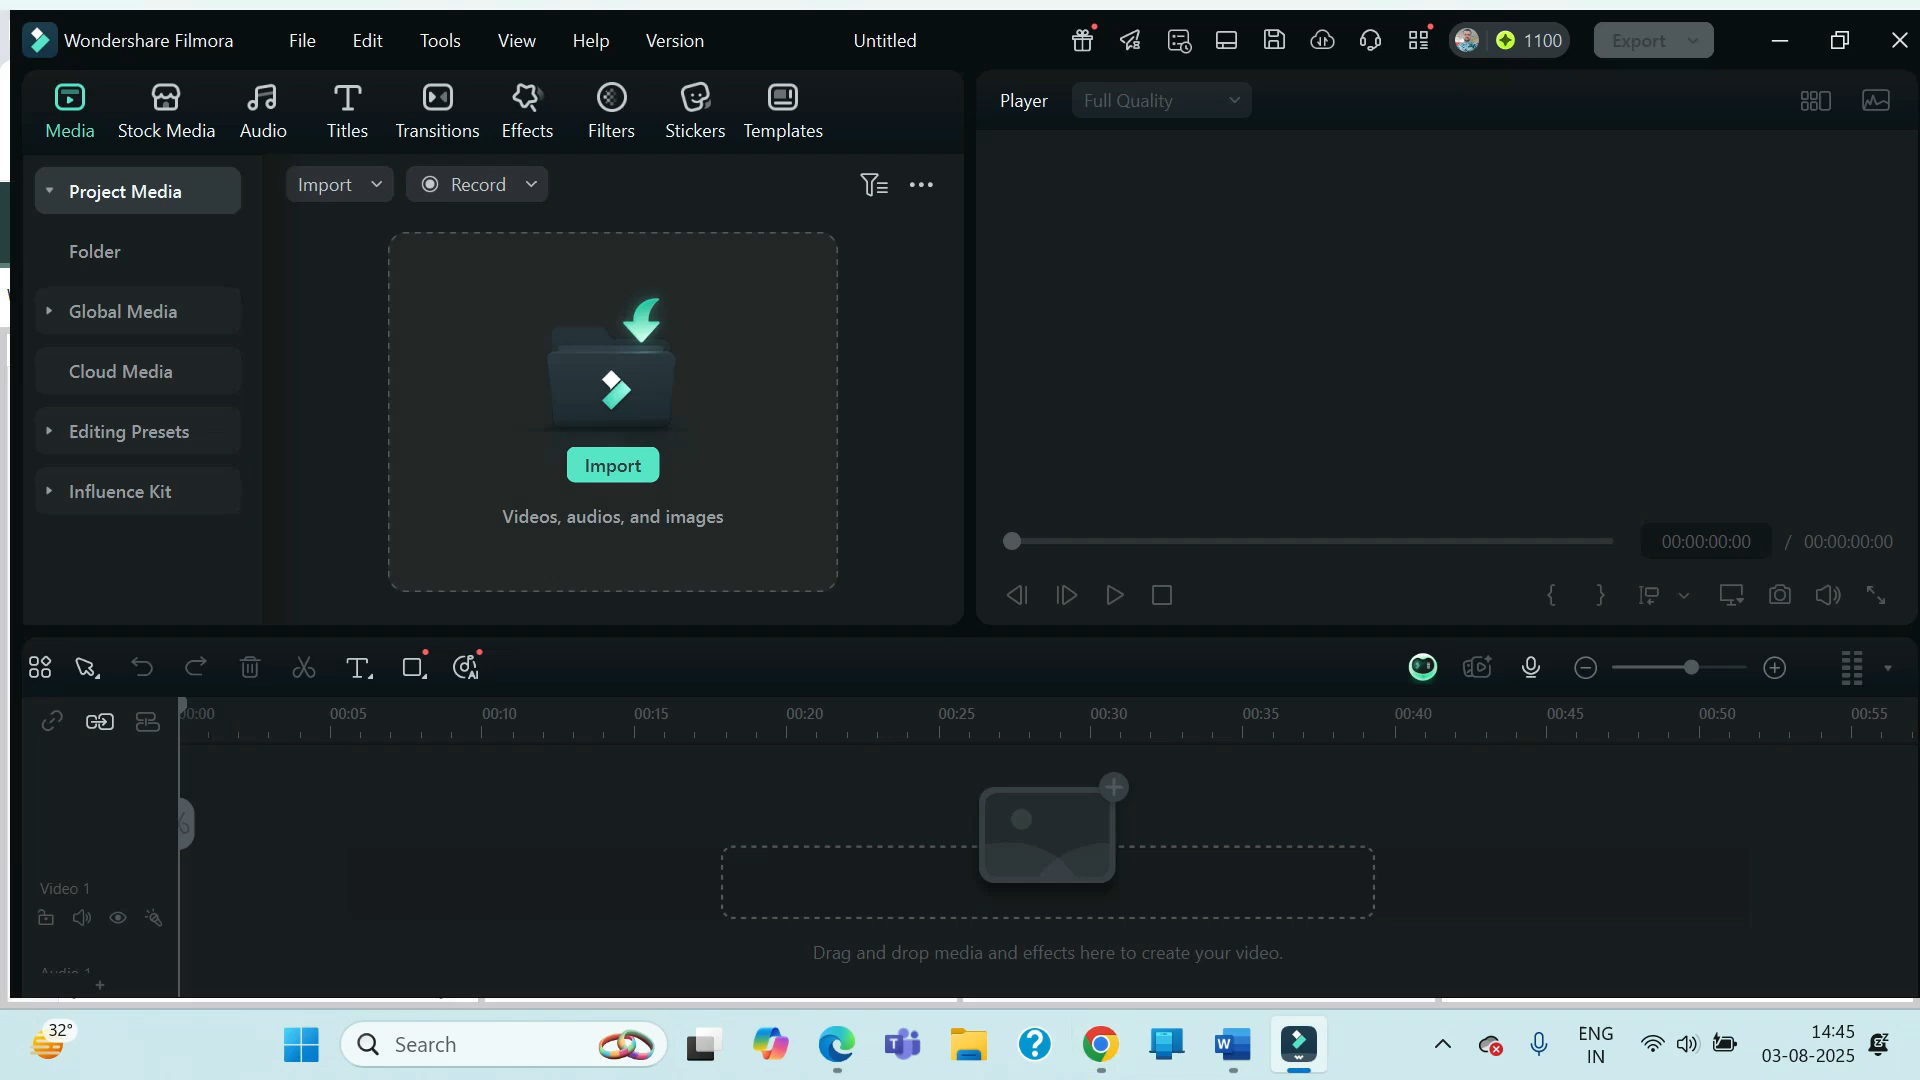 Wondershare Filmora File Edit Tools View Help Version Untitled 1100 Export
Media Stock Media Audio Titles Transitions Effects Filters Stickers Templates
Player Full Quality
Project Media
Import Record
Folder
Global Media
Cloud Media
Editing Presets
Influence Kit
Import
Videos, audios, and images
00:00:00:00 / 00:00:00:00
00:00 00:05 00:10 00:15 00:20 00:25 00:30 00:35 00:40 00:45 00:50 00:55
Video 1
Drag and drop media and effects here to create your video.
Audio 1
32° Search ENG IN 14:45 03-08-2025